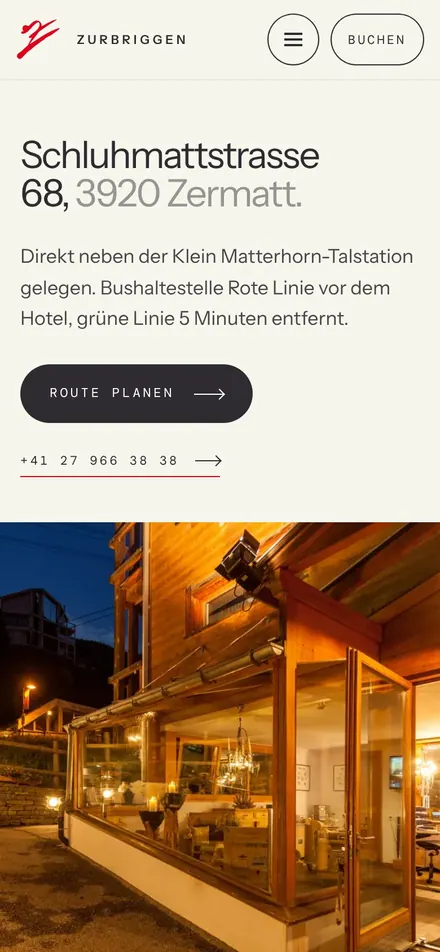 ZURBRIGGEN
BUCHEN
Schluhmattstrasse
68, 3920 Zermatt.
Direkt neben der Klein Matterhorn-Talstation
gelegen. Bushaltestelle Rote Linie vor dem
Hotel, grüne Linie 5 Minuten entfernt.
ROUTE PLANEN
+41 27 966 38 38